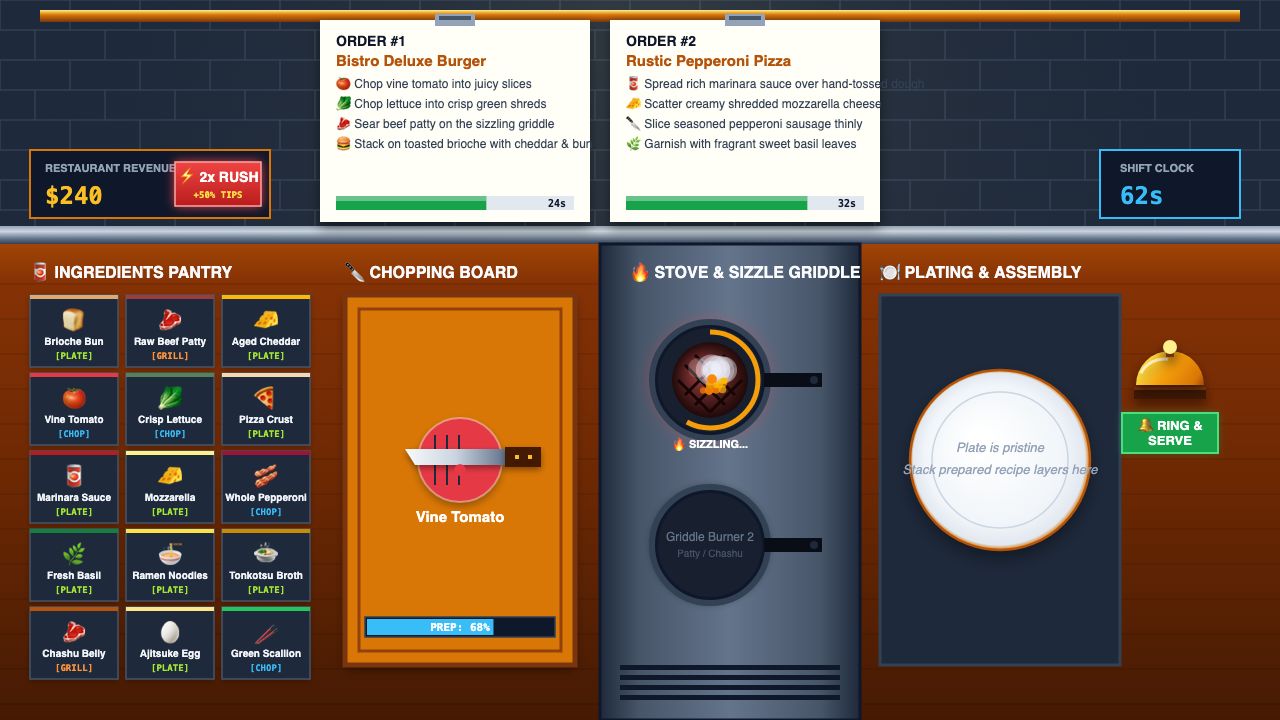 ORDER #1
Bistro Deluxe Burger
Chop vine tomato into juicy slices
Chop lettuce into crisp green shreds
Sear beef patty on the sizzling griddle
Stack on toasted brioche with cheddar & bun
24s
ORDER #2
Rustic Pepperoni Pizza
Spread rich marinara sauce over hand-tossed dough
Scatter creamy shredded mozzarella cheese
Slice seasoned pepperoni sausage thinly
Garnish with fragrant sweet basil leaves
32s
RESTAURANT REVENUE
$240
⚡ 2x RUSH
+50% TIPS
SHIFT CLOCK
62s
INGREDIENTS PANTRY
Brioche Bun
[PLATE]
Raw Beef Patty
[GRILL]
Aged Cheddar
[PLATE]
Vine Tomato
[CHOP]
Crisp Lettuce
[CHOP]
Pizza Crust
[PLATE]
Marinara Sauce
[PLATE]
Mozzarella
[PLATE]
Whole Pepperoni
[CHOP]
Fresh Basil
[PLATE]
Ramen Noodles
[PLATE]
Tonkotsu Broth
[PLATE]
Chashu Belly
[GRILL]
Ajitsuke Egg
[PLATE]
Green Scallion
[CHOP]
CHOPPING BOARD
Vine Tomato
PREP: 68%
STOVE & SIZZLE GRIDDLE
SIZZLING...
Griddle Burner 2
Patty / Chashu
PLATING & ASSEMBLY
Plate is pristine
Stack prepared recipe layers here
RING &
SERVE